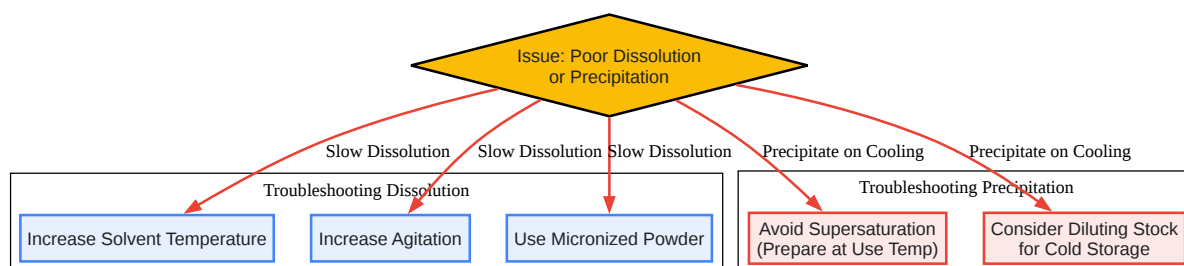 Issue: Poor Dissolution
or Precipitation
Slow Dissolution
Slow Dissolution
Slow Dissolution
Precipitate on Cooling
Precipitate on Cooling
Troubleshooting Dissolution
Troubleshooting Precipitation
Increase Solvent Temperature
Increase Agitation
Use Micronized Powder
Avoid Supersaturation
(Prepare at Use Temp)
Consider Diluting Stock
for Cold Storage